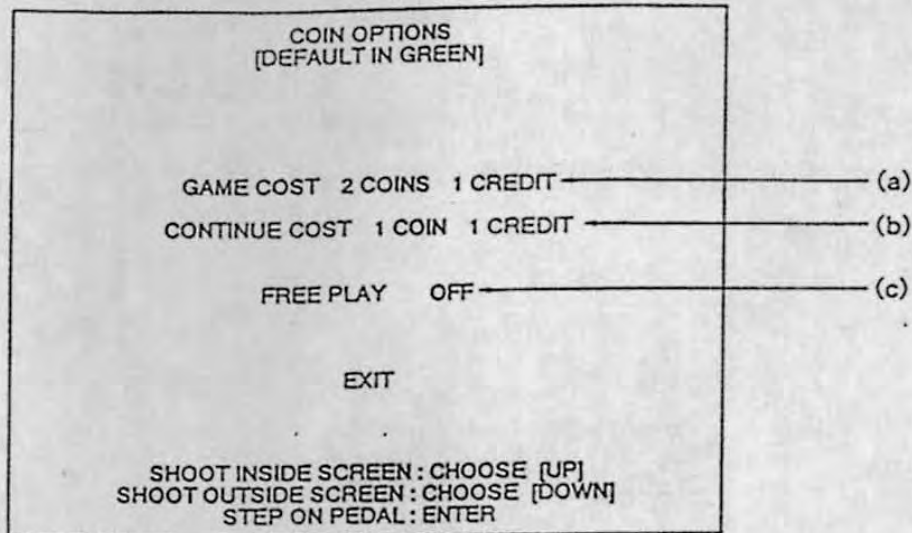 COIN OPTIONS
[DEFAULT IN GREEN]
GAME COST 2 COINS 1 CREDIT (a)
CONTINUE COST 1 COIN 1 CREDIT (b)
FREE PLAY OFF (c)
EXIT
SHOOT INSIDE SCREEN : CHOOSE [UP]
SHOOT OUTSIDE SCREEN : CHOOSE [DOWN]
STEP ON PEDAL : ENTER